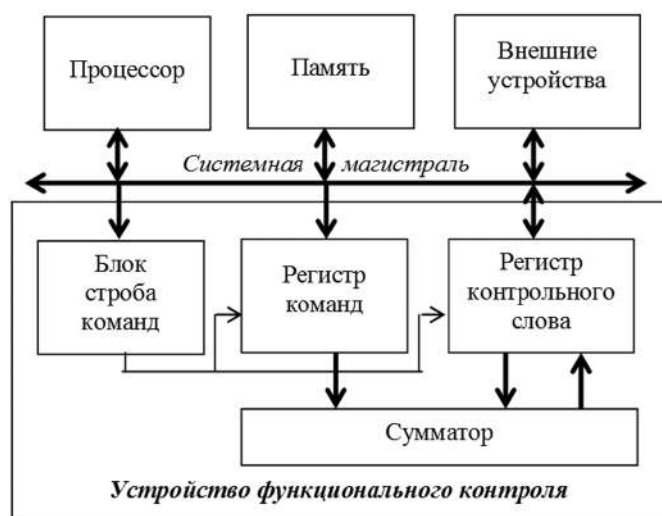 Процессор
Память
Внешние
устройства
Системная магистраль
Блок
строба
команд
Регистр
команд
Регистр
контрольного
слова
Сумматор
Устройство функционального контроля